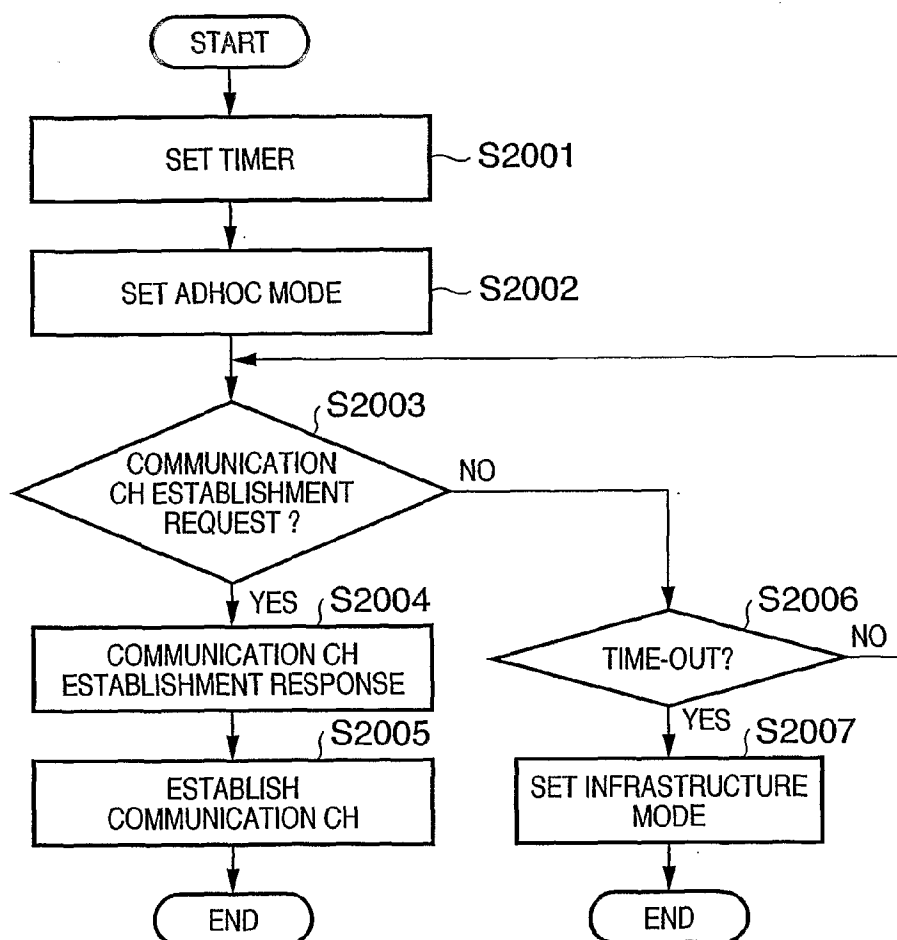 START
SET TIMER
S2001
SET ADHOC MODE
S2002
S2003
COMMUNICATION
CH ESTABLISHMENT
REQUEST ?
NO
YES
S2004
COMMUNICATION CH
ESTABLISHMENT RESPONSE
S2005
ESTABLISH
COMMUNICATION CH
END
S2006
TIME-OUT?
NO
YES
S2007
SET INFRASTRUCTURE
MODE
END